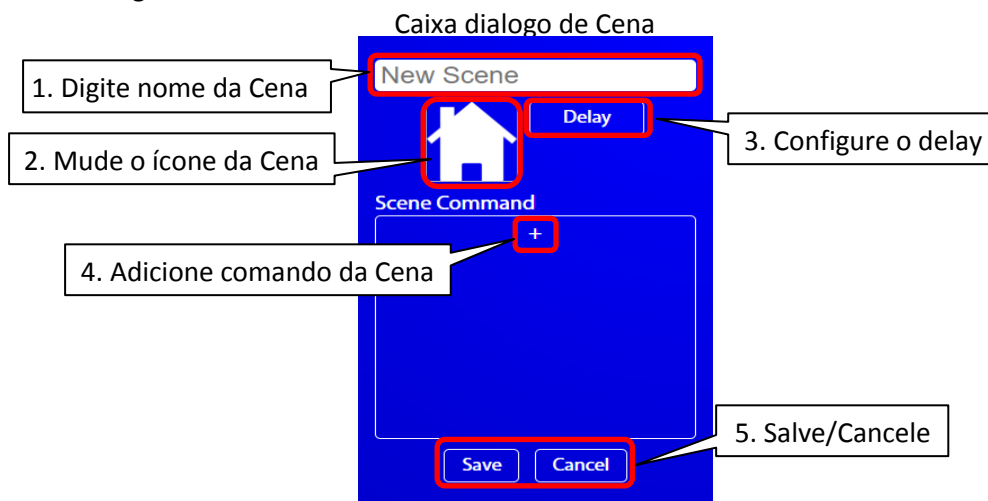 Caixa dialogo de Cena
New Scene
1. Digite nome da Cena
Delay
3. Configure o delay
2. Mude o ícone da Cena
Scene Command
+
4. Adicione comando da Cena
5. Salve/Cancele
Save Cancel